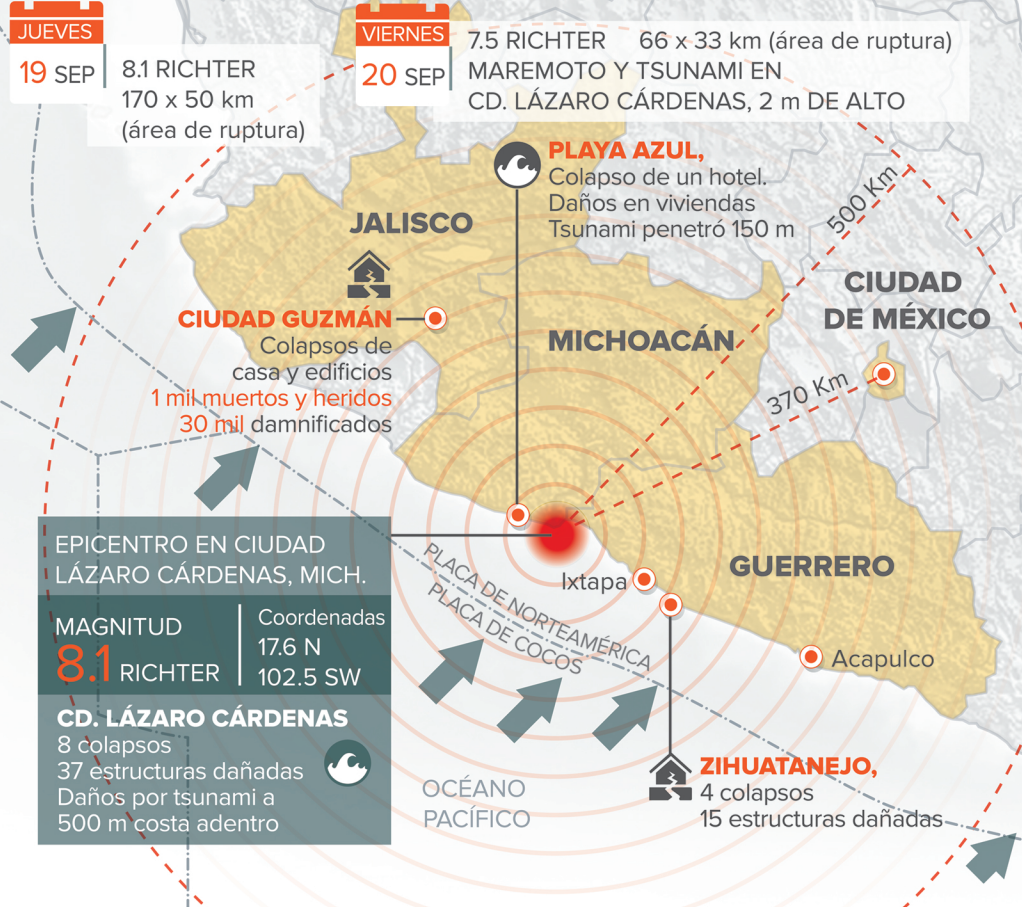 JUEVES
19 SEP
8.1 RICHTER
170 x 50 km
(área de ruptura)
VIERNES
20 SEP
7.5 RICHTER 66 x 33 km (área de ruptura)
MAREMOTO Y TSUNAMI EN
CD. LÁZARO CÁRDENAS, 2 m DE ALTO
PLAYA AZUL,
Colapso de un hotel.
Daños en viviendas
Tsunami penetró 150 m
500 Km
JALISCO
CIUDAD
DE MÉXICO
CIUDAD GUZMÁN
Colapsos de
casa y edificios
1 mil muertos y heridos
30 mil damnificados
MICHOACÁN
370 Km
EPICENTRO EN CIUDAD
LÁZARO CÁRDENAS, MICH.
MAGNITUD
8.1 RICHTER
Coordenadas
17.6 N
102.5 SW
CD. LÁZARO CÁRDENAS
8 colapsos
37 estructuras dañadas
Daños por tsunami a
500 m costa adentro
PLACA DE NORTEAMÉRICA
PLACA DE COCOS
Ixtapa
GUERRERO
Acapulco
OCÉANO
PACÍFICO
ZIHUATANEJO,
4 colapsos
15 estructuras dañadas